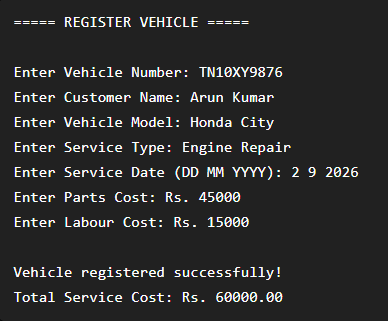 ===== REGISTER VEHICLE =====
Enter Vehicle Number: TN10XY9876
Enter Customer Name: Arun Kumar
Enter Vehicle Model: Honda City
Enter Service Type: Engine Repair
Enter Service Date (DD MM YYYY): 2 9 2026
Enter Parts Cost: Rs. 45000
Enter Labour Cost: Rs. 15000
Vehicle registered successfully!
Total Service Cost: Rs. 60000.00